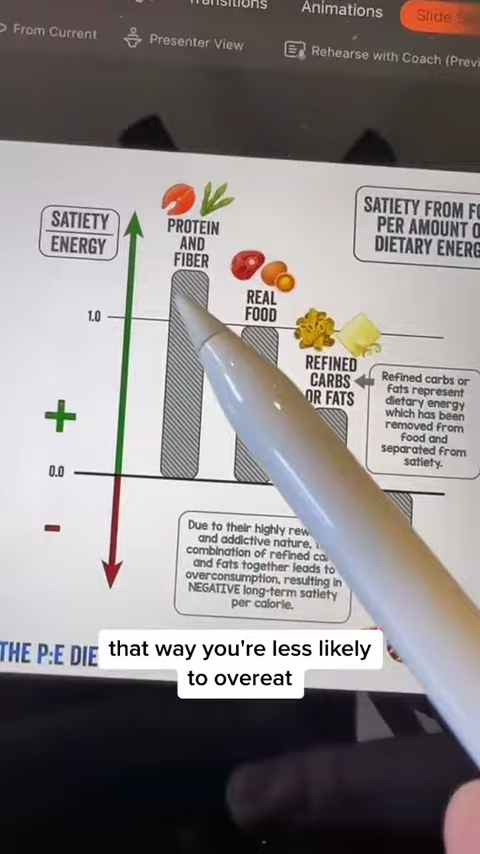 Transitions
Animations
Slide
From Current
Presenter View
Rehearse with Coach (Previ
SATIETY
ENERGY
PROTEIN
AND
FIBER
SATIETY FROM
PER AMOUNT
DIETARY ENERG
REAL
FOOD
1.0
REFINED
CARBS
OR FATS
Refined carbs or
fats represent
dietary energy
which has been
removed from
food and
separated from
satiety.
+
0.0
-
Due to their highly
and addictive nature,
combination of refined
and fats together leads to
overconsumption, resulting in
NEGATIVE long-term satiety
per calorie.
THE P:E DIE
that way you're less likely
to overeat